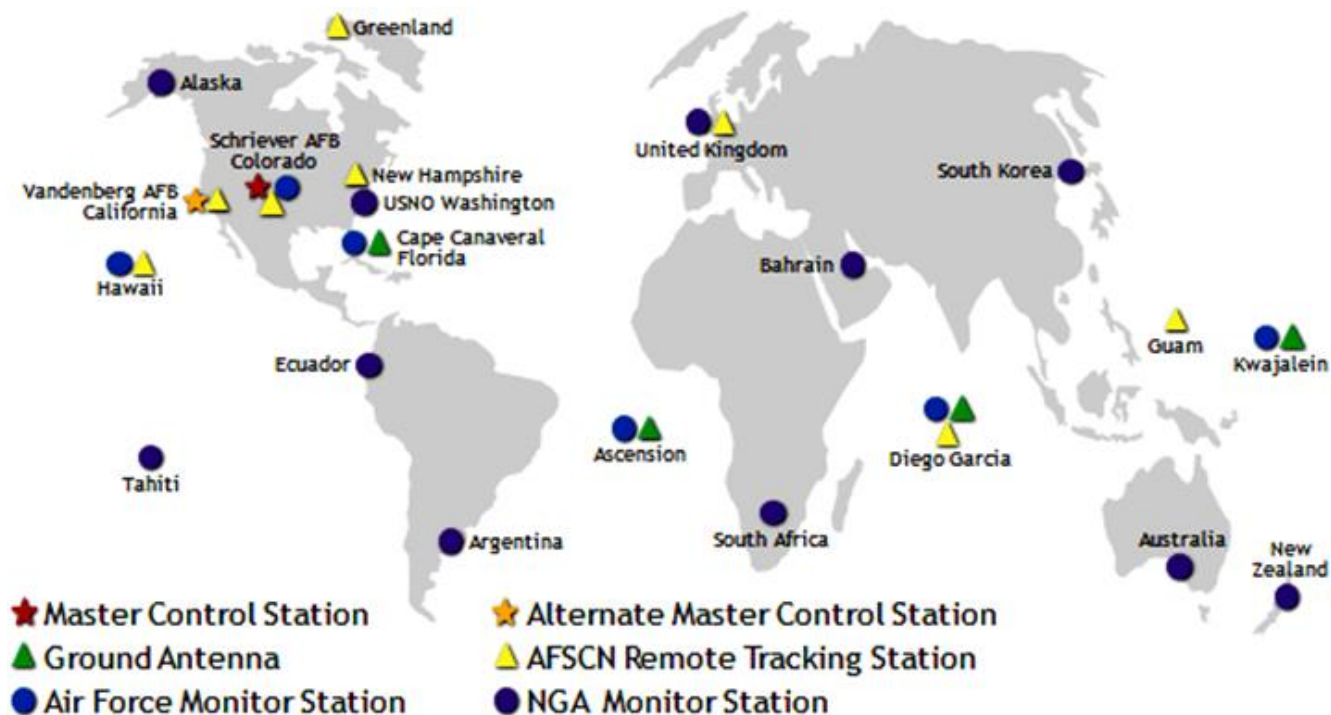 Greenland
Alaska
Schriever AFB
Colorado
United Kingdom
South Korea
New Hampshire
Vandenberg AFB
California
USNO Washington
Cape Canaveral
Florida
Bahrain
Hawaii
Guam
Kwajalein
Ecuador
Ascension
Diego Garcia
Tahiti
Argentina
South Africa
Australia
New
Zealand
Master Control Station
Alternate Master Control Station
Ground Antenna
AFSCN Remote Tracking Station
Air Force Monitor Station
NGA Monitor Station